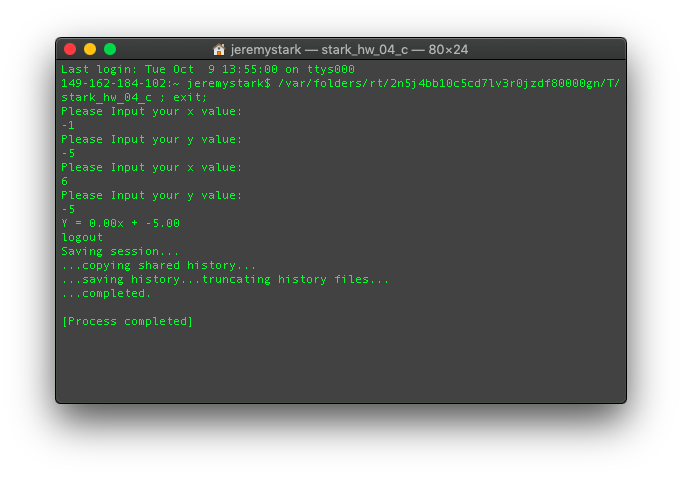 jeremystark — stark_hw_04_c — 80×24
Last login: Tue Oct  9 13:55:00 on ttys000
149-162-184-102:~ jeremystark$ /var/folders/rt/2n5j4bb10c5cd7lv3r0jzdf80000gn/T/
stark_hw_04_c ; exit;
Please Input your x value:
-1
Please Input your y value:
-5
Please Input your x value:
6
Please Input your y value:
-5
Y = 0.00x + -5.00
logout
Saving session...
...copying shared history...
...saving history...truncating history files...
...completed.
[Process completed]